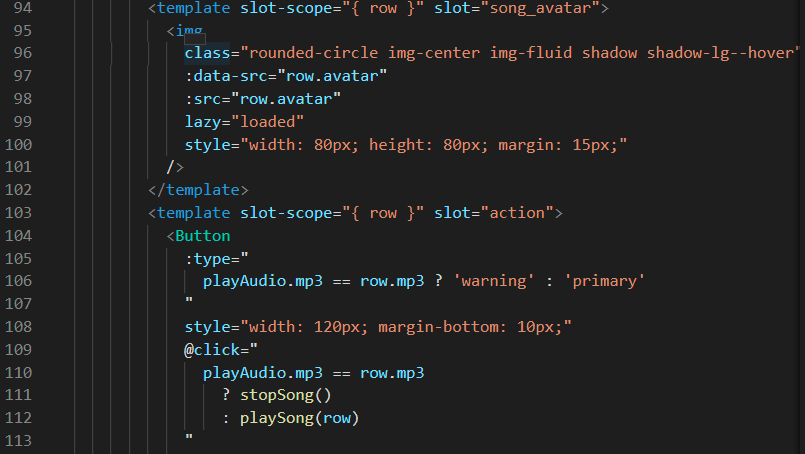 94 <template slot-scope="{ row }" slot="song_avatar">
95 <img
96 class="rounded-circle img-center img-fluid shadow shadow-lg--hover"
97 :data-src="row.avatar"
98 :src="row.avatar"
99 lazy="loaded"
100 style="width: 80px; height: 80px; margin: 15px;"
101 />
102 </template>
103 <template slot-scope="{ row }" slot="action">
104 <Button
105 :type="
106 playAudio.mp3 == row.mp3 ? 'warning' : 'primary'
107 "
108 style="width: 120px; margin-bottom: 10px;"
109 @click="
110 playAudio.mp3 == row.mp3
111 ? stopSong()
112 : playSong(row)
113 "